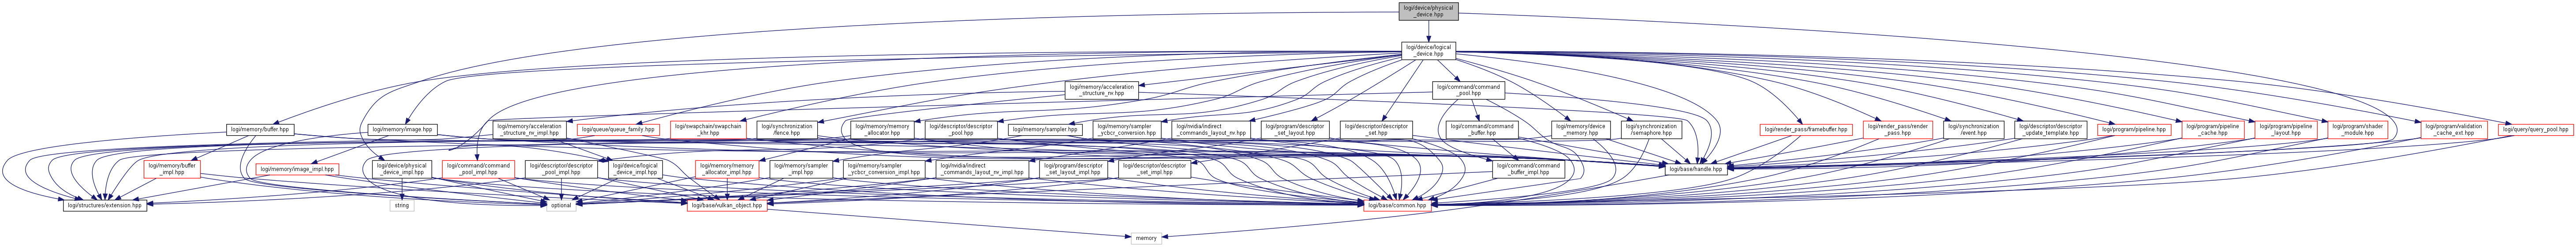 logi/device/physical
_device.hpp
logi/device/logical
_device.hpp
logi/memory/acceleration
_structure_nv.hpp
logi/command/command
_pool.hpp
logi/memory/buffer.hpp
logi/memory/image.hpp
logi/memory/acceleration
_structure_nv_impl.hpp
logi/queue/queue_family.hpp
logi/swapchain/swapchain
_khr.hpp
logi/synchronization
/fence.hpp
logi/memory/memory
_allocator.hpp
logi/descriptor/descriptor
_pool.hpp
logi/memory/sampler.hpp
logi/memory/sampler
_ycbcr_conversion.hpp
logi/nvidia/indirect
_commands_layout_nv.hpp
logi/program/descriptor
_set_layout.hpp
logi/descriptor/descriptor
_set.hpp
logi/command/command
_buffer.hpp
logi/memory/device
_memory.hpp
logi/synchronization
/semaphore.hpp
logi/render_pass/framebuffer.hpp
logi/render_pass/render
_pass.hpp
logi/synchronization
/event.hpp
logi/descriptor/descriptor
_update_template.hpp
logi/program/pipeline.hpp
logi/program/pipeline
_cache.hpp
logi/program/pipeline
_layout.hpp
logi/program/shader
_module.hpp
logi/program/validation
_cache_ext.hpp
logi/query/query_pool.hpp
logi/memory/buffer
_impl.hpp
logi/memory/image_impl.hpp
logi/device/physical
_device_impl.hpp
logi/command/command
_pool_impl.hpp
logi/descriptor/descriptor
_pool_impl.hpp
logi/device/logical
_device_impl.hpp
logi/memory/memory
_allocator_impl.hpp
logi/memory/sampler
_impl.hpp
logi/memory/sampler
_ycbcr_conversion_impl.hpp
logi/nvidia/indirect
_commands_layout_nv_impl.hpp
logi/program/descriptor
_set_layout_impl.hpp
logi/descriptor/descriptor
_set_impl.hpp
logi/command/command
_buffer_impl.hpp
logi/base/handle.hpp
logi/structures/extension.hpp
string
optional
logi/base/vulkan_object.hpp
logi/base/common.hpp
memory